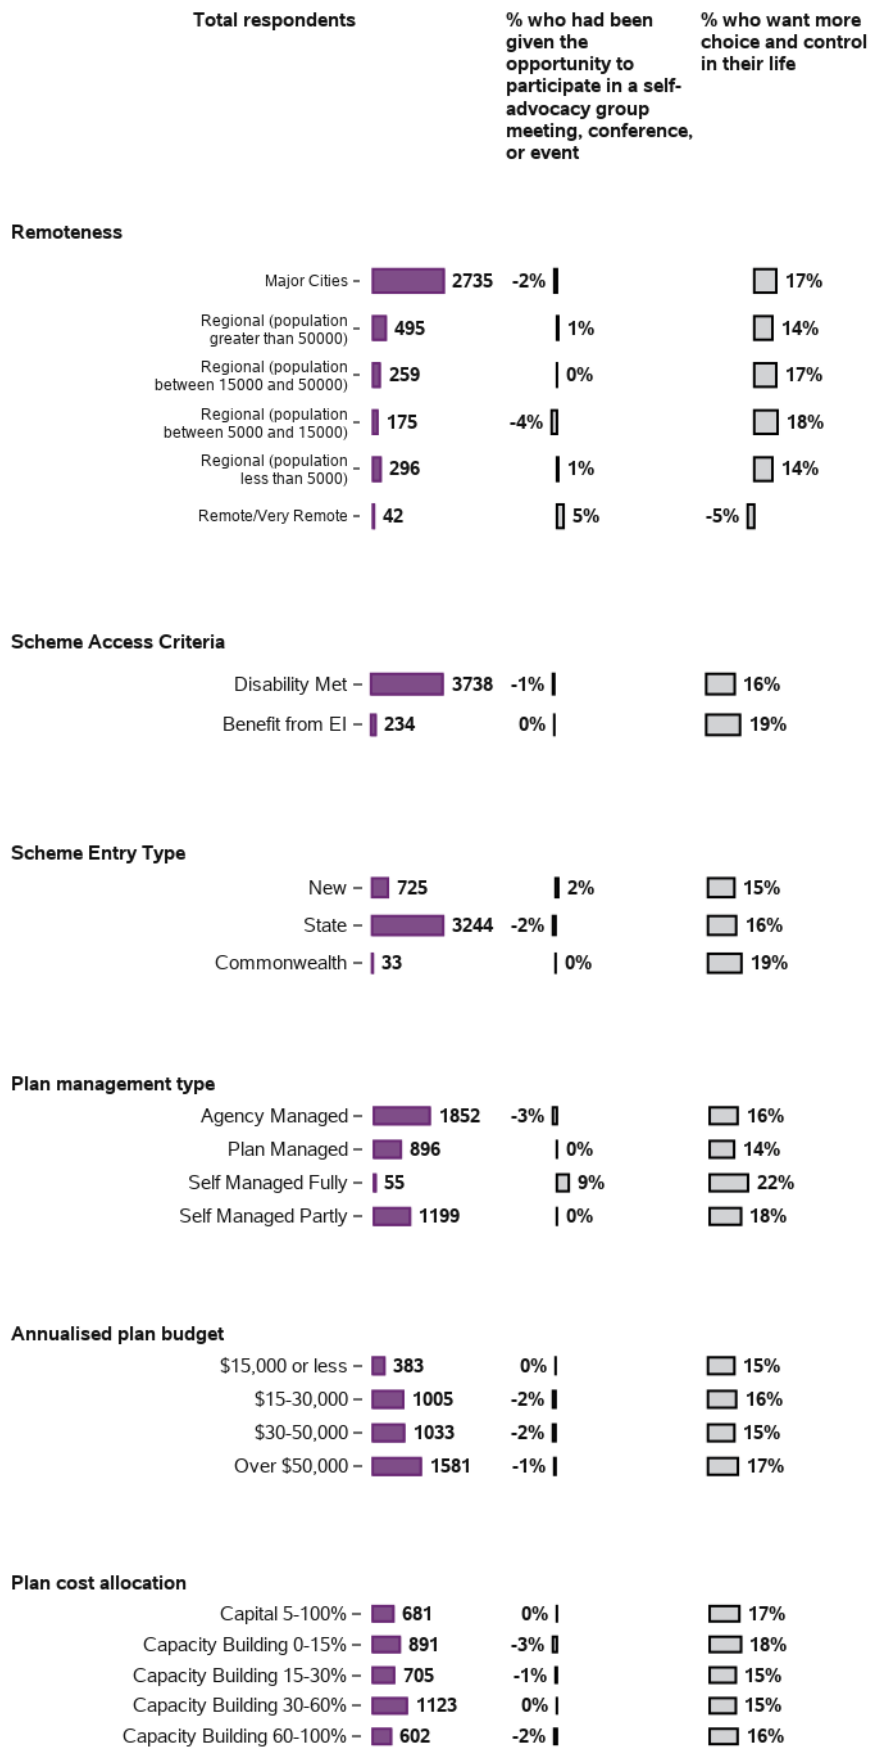 Total respondents
% who had been
given the
opportunity to
participate in a self-
advocacy group
meeting, conference,
or event
% who want more
choice and control
in their life
Remoteness
Major Cities 2735 -2% 17%
Regional (population
greater than 50000) 495 1% 14%
Regional (population
between 15000 and 50000) 259 0% 17%
Regional (population
between 5000 and 15000) 175 -4% 18%
Regional (population
less than 5000) 296 1% 14%
Remote/Very Remote 42 5% -5%
Scheme Access Criteria
Disability Met 3738 -1% 16%
Benefit from EI 234 0% 19%
Scheme Entry Type
New 725 2% 15%
State 3244 -2% 16%
Commonwealth 33 0% 19%
Plan management type
Agency Managed 1852 -3% 16%
Plan Managed 896 0% 14%
Self Managed Fully 55 9% 22%
Self Managed Partly 1199 0% 18%
Annualised plan budget
$15,000 or less 383 0% 15%
$15-30,000 1005 -2% 16%
$30-50,000 1033 -2% 15%
Over $50,000 1581 -1% 17%
Plan cost allocation
Capital 5-100% 681 0% 17%
Capacity Building 0-15% 891 -3% 18%
Capacity Building 15-30% 705 -1% 15%
Capacity Building 30-60% 1123 0% 15%
Capacity Building 60-100% 602 -2% 16%